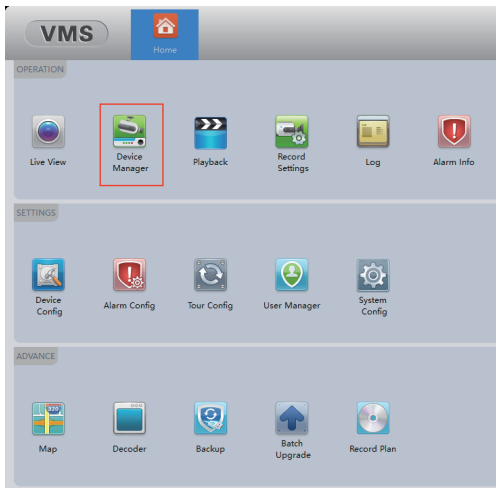 VMS
Home
OPERATION
Live View
Device
Manager
Playback
Record
Settings
Log
Alarm Info
SETTINGS
Device
Config
Alarm Config
Tour Config
User Manager
System
Config
ADVANCE
370
Map
Decoder
Backup
Batch
Upgrade
Record Plan